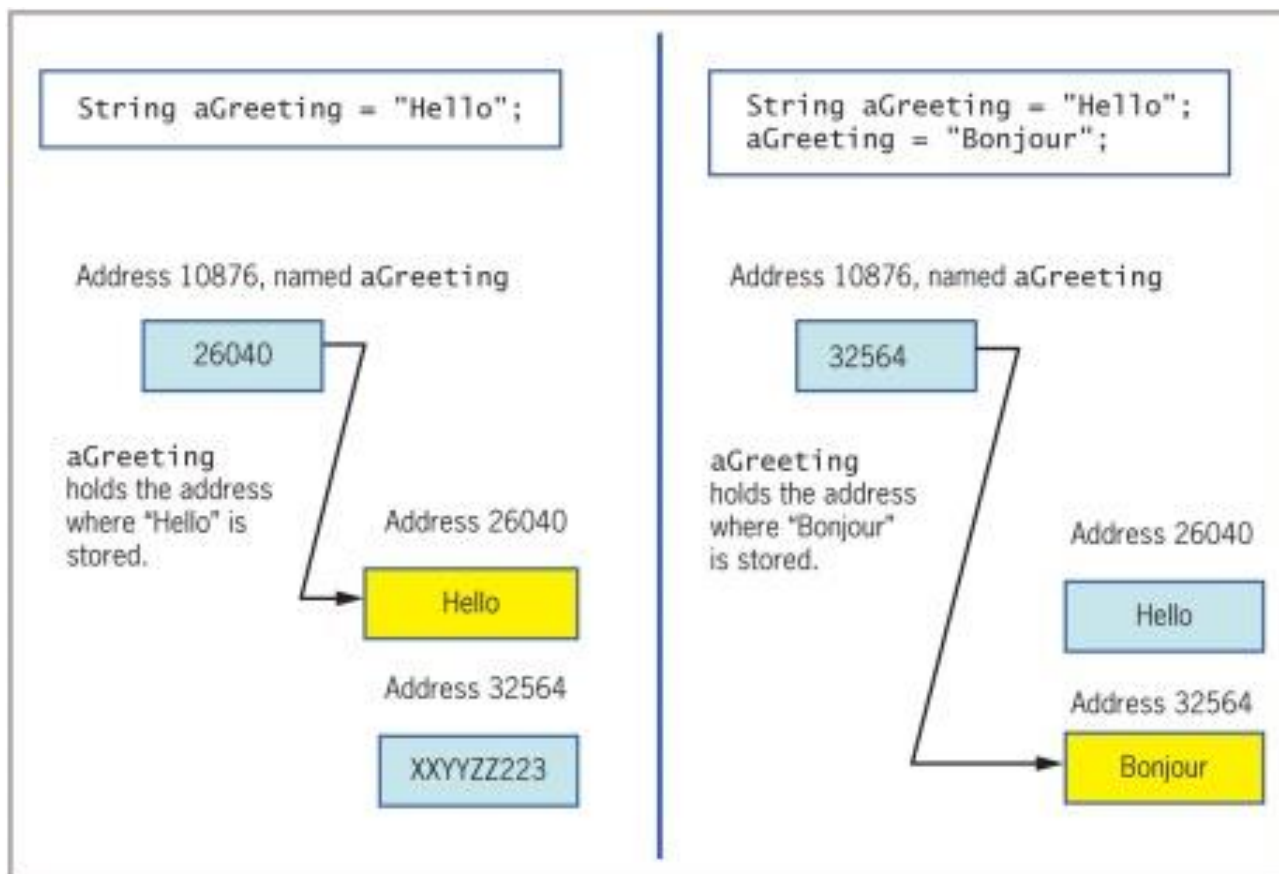 String aGreeting = "Hello";
Address 10876, named aGreeting
26040
aGreeting
holds the address
where “Hello” is
stored.
Address 26040
Hello
Address 32564
XXYYZZ223
String aGreeting = "Hello";
aGreeting = "Bonjour";
Address 10876, named aGreeting
32564
aGreeting
holds the address
where “Bonjour”
is stored.
Address 26040
Hello
Address 32564
Bonjour